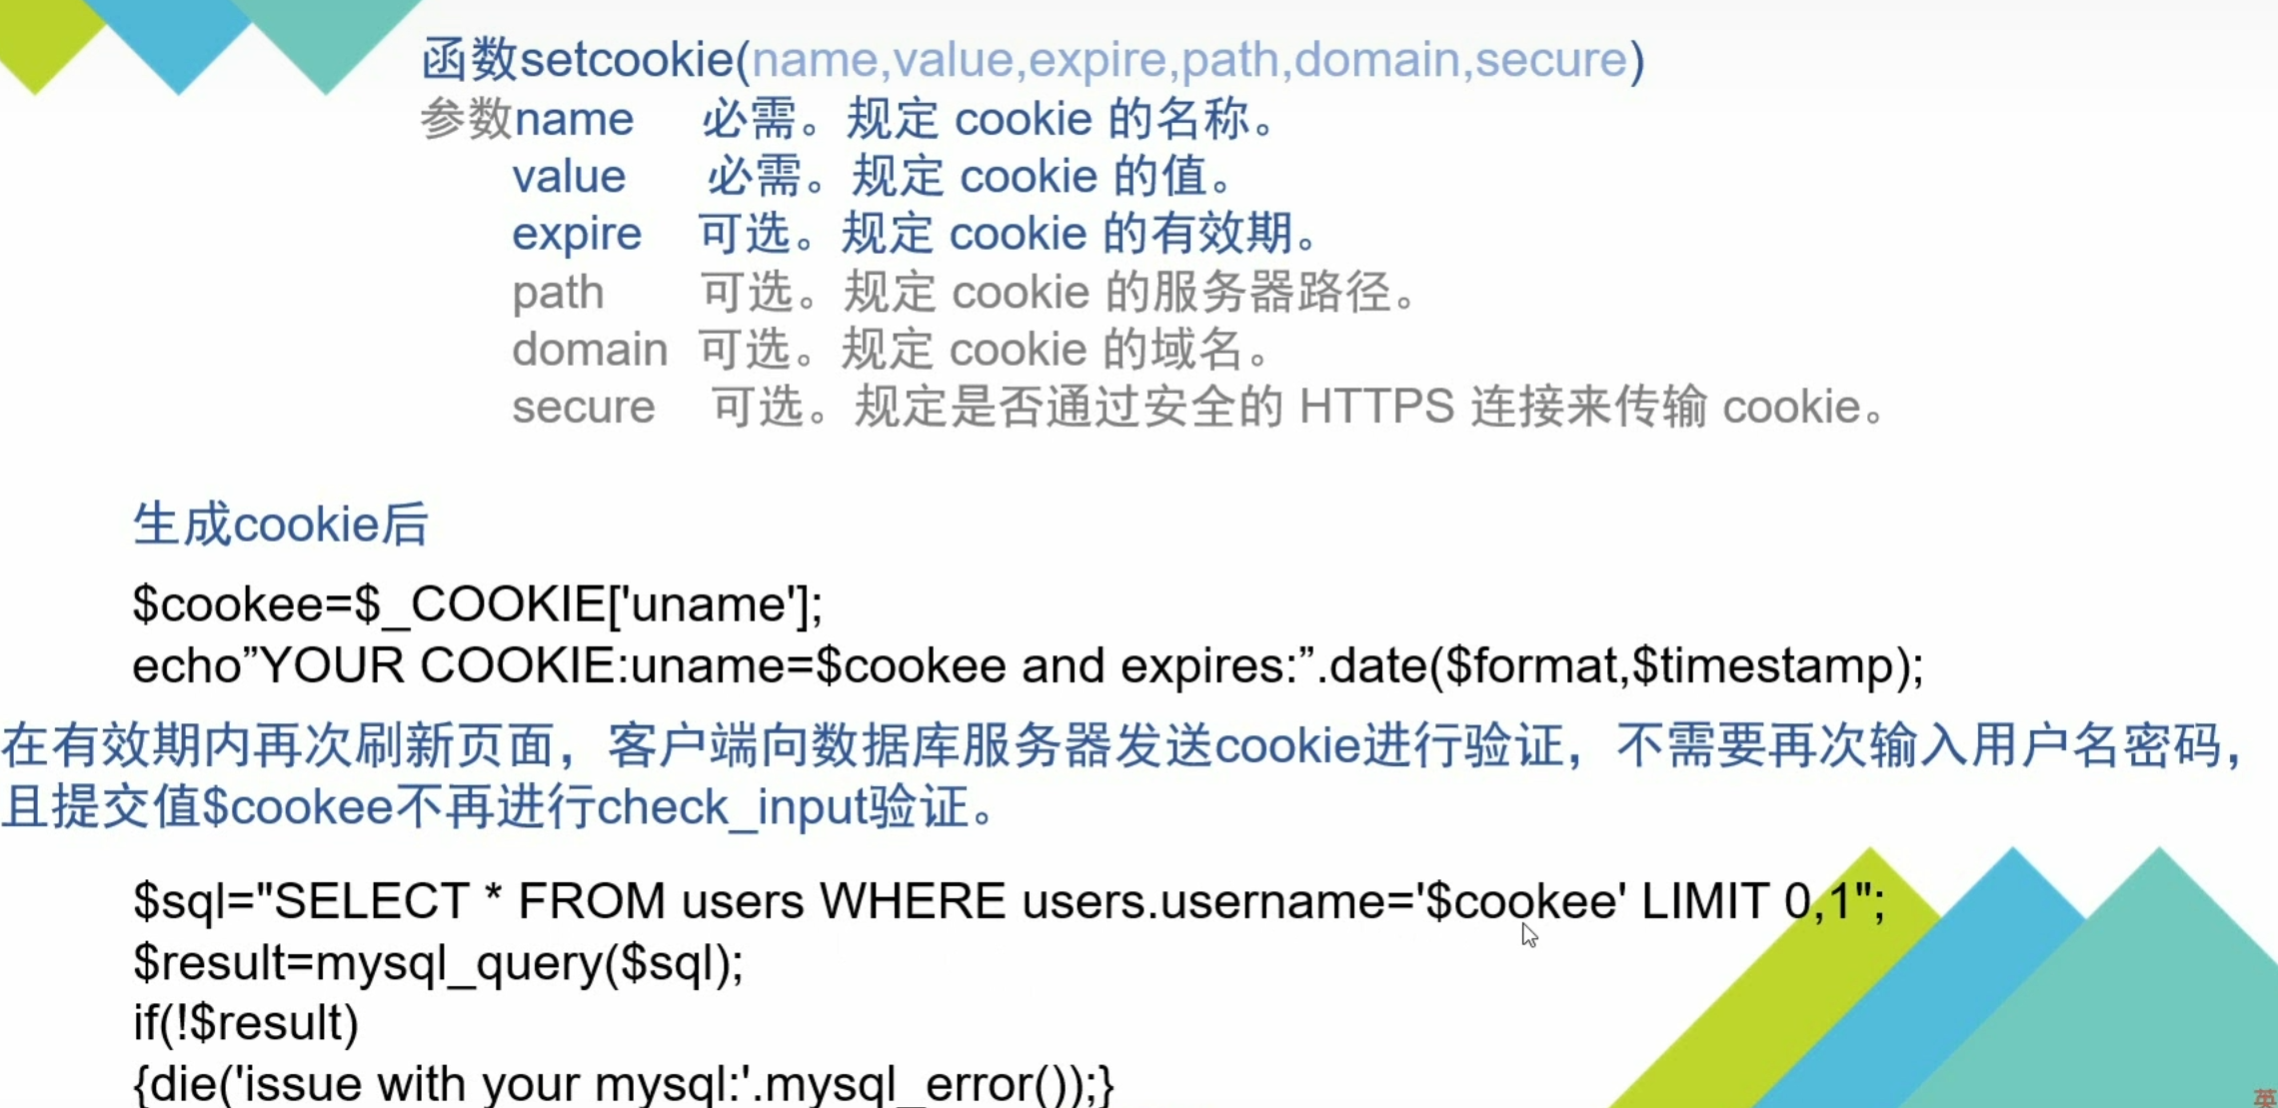 函数setcookie(name,value,expire,path,domain,secure)
参数name 必需。规定 cookie 的名称。
value 必需。规定 cookie 的值。
expire 可选。规定 cookie 的有效期。
path 可选。规定 cookie 的服务器路径。
domain 可选。规定 cookie 的域名。
secure 可选。规定是否通过安全的 HTTPS 连接来传输 cookie。
生成cookie后
$cookee=$_COOKIE['uname'];
echo”YOUR COOKIE:uname=$cookee and expires:”.date($format,$timestamp);
在有效期内再次刷新页面，客户端向数据库服务器发送cookie进行验证，不需要再次输入用户名密码，
且提交值$cookee不再进行check_input验证。
$sql="SELECT * FROM users WHERE users.username='$cookee' LIMIT 0,1";
$result=mysql_query($sql);
if(!$result)
{die('issue with your mysql:'.mysql_error());}
英